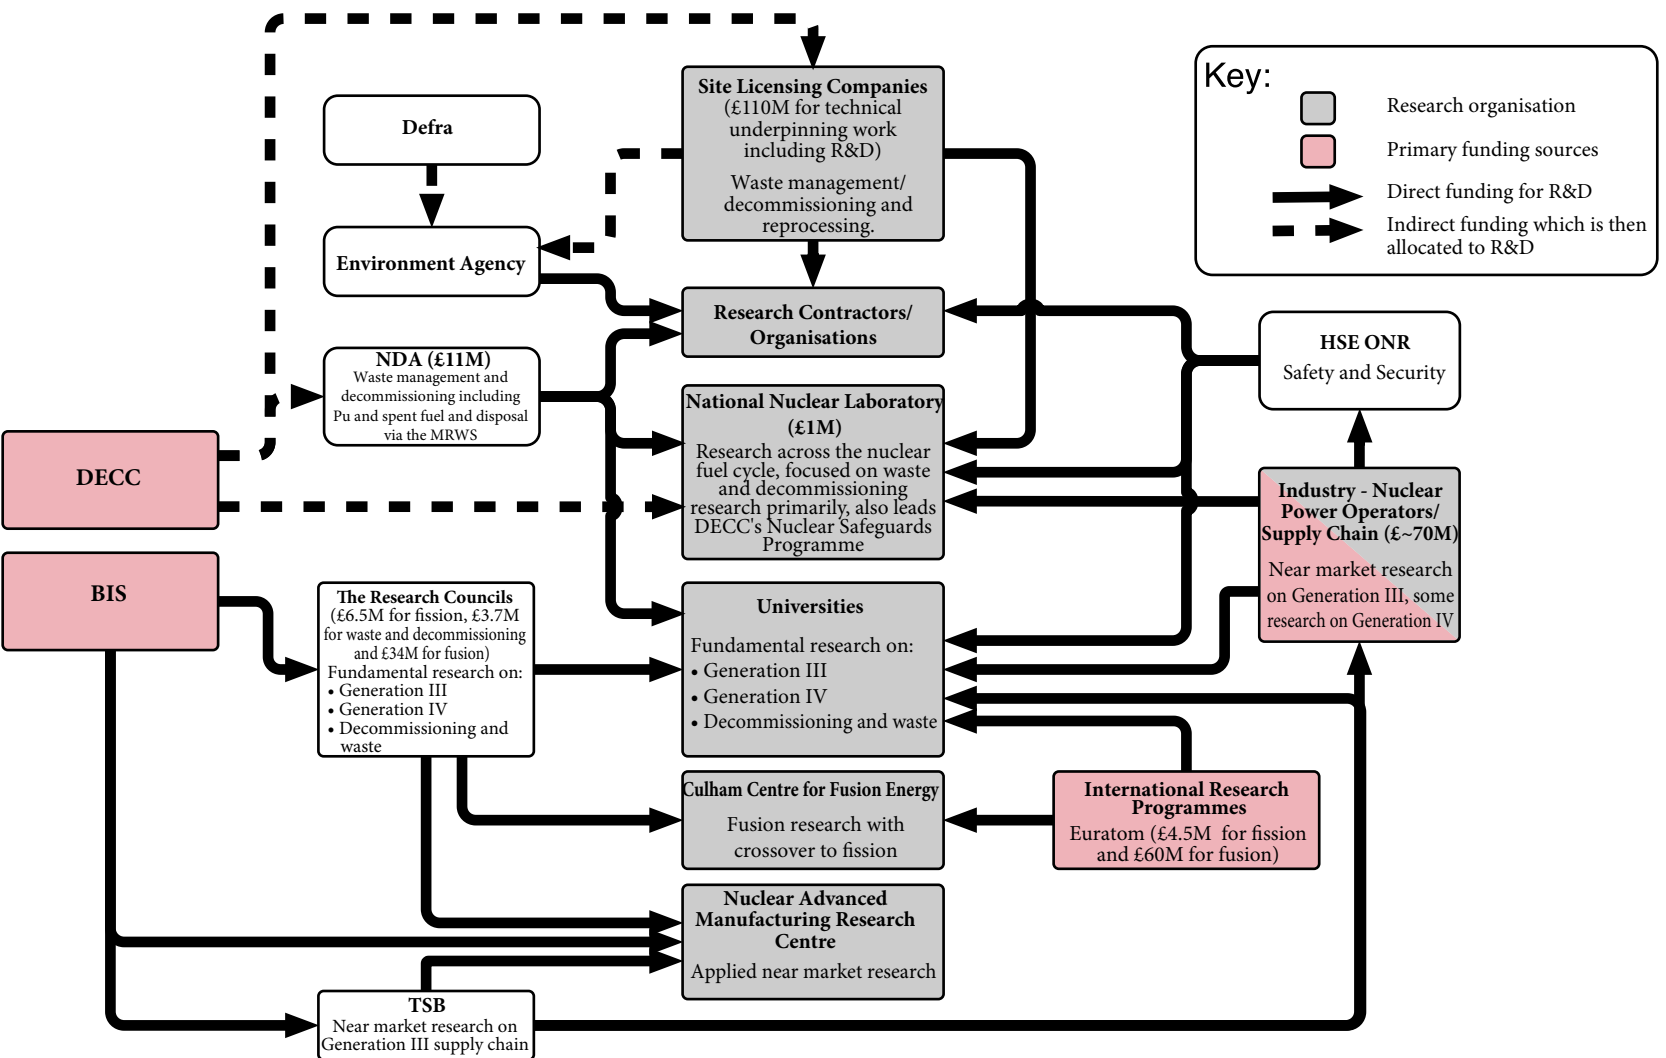 Site Licensing Companies
(£110M for technical
underpinning work
including R&D)
Waste management/
decommissioning and
reprocessing.
Key:
Research organisation
Primary funding sources
Direct funding for R&D
Indirect funding which is then
allocated to R&D
Defra
Environment Agency
Research Contractors/
Organisations
HSE ONR
Safety and Security
NDA (£11M)
Waste management and
decommissioning including
Pu and spent fuel and disposal
via the MRWS
National Nuclear Laboratory
(£1M)
Research across the nuclear
fuel cycle, focused on waste
and decommissioning
research primarily, also leads
DECC's Nuclear Safeguards
Programme
DECC
Industry - Nuclear
Power Operators/
Supply Chain (£~70M)
Near market research
on Generation III, some
research on Generation IV
BIS
The Research Councils
(£6.5M for fission, £3.7M
for waste and decommissioning
and £34M for fusion)
Fundamental research on:
• Generation III
• Generation IV
• Decommissioning and
waste
Universities
Fundamental research on:
• Generation III
• Generation IV
• Decommissioning and waste
Culham Centre for Fusion Energy
Fusion research with
crossover to fission
International Research
Programmes
Euratom (£4.5M for fission
and £60M for fusion)
Nuclear Advanced
Manufacturing Research
Centre
Applied near market research
TSB
Near market research on
Generation III supply chain